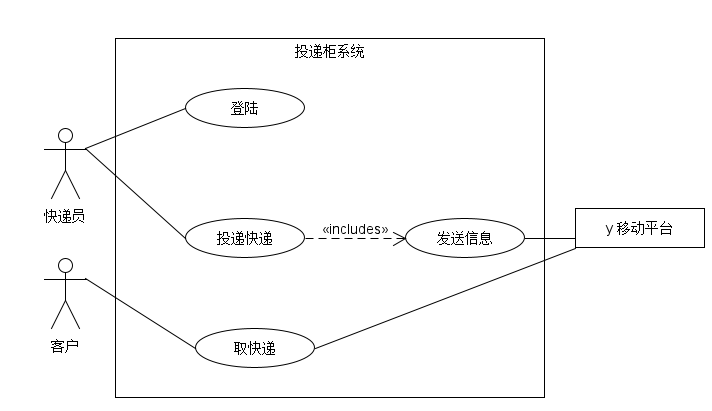 投递柜系统
登陆
快递员
投递快递
«includes»
发送信息
y 移动平台
客户
取快递